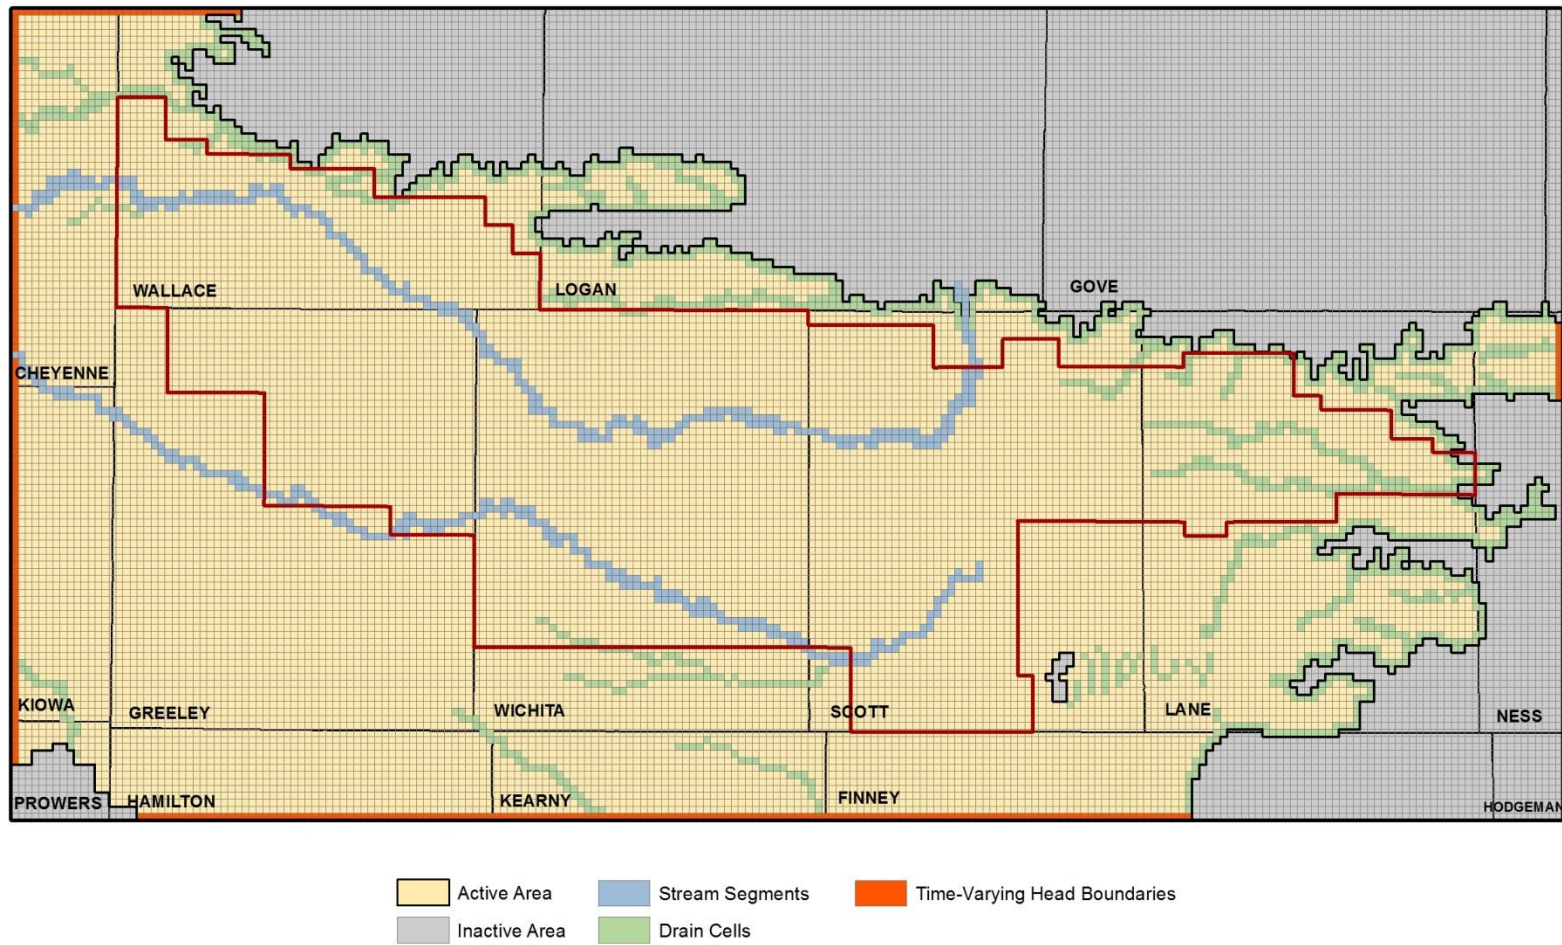 WALLACE
LOGAN
GOVE
CHEYENNE
KIOWA
GREELEY
WICHITA
SCOTT
LANE
NESS
PROWERS
HAMILTON
KEARNY
FINNEY
HODGEMAN
Active Area
Stream Segments
Time-Varying Head Boundaries
Inactive Area
Drain Cells